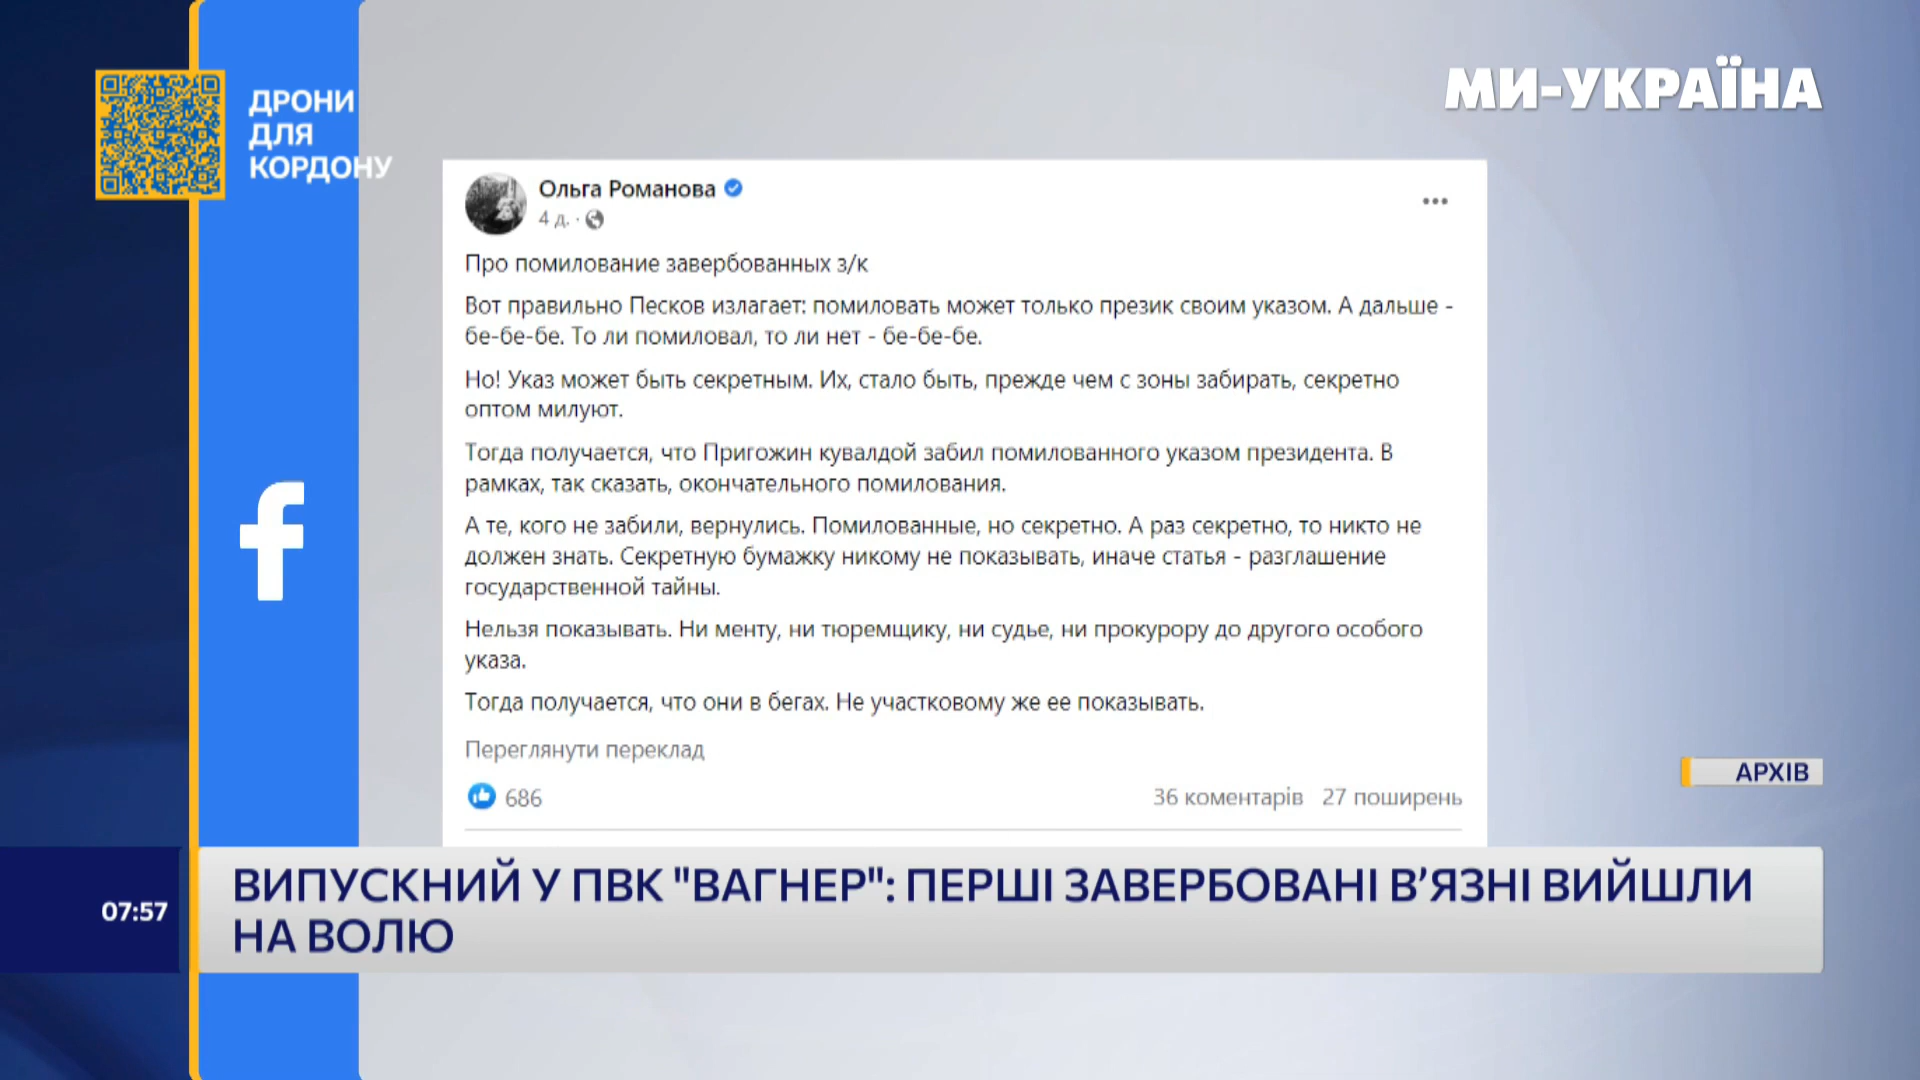 ДРОНИ
ДЛЯ
КОРДОНУ
МИ-УКРАЇНА
Ольга Романова
4 д. ·
Про помилование завербованных з/к
Вот правильно Песков излагает: помиловать может только презик своим указом. А дальше -
бе-бе-бе. То ли помиловал, то ли нет - бе-бе-бе.
Но! Указ может быть секретным. Их, стало быть, прежде чем с зоны забирать, секретно
оптом милуют.
Тогда получается, что Пригожин кувалдой забил помилованного указом президента. В
рамках, так сказать, окончательного помилования.
А те, кого не забили, вернулись. Помилованные, но секретно. А раз секретно, то никто не
должен знать. Секретную бумажку никому не показывать, иначе статья - разглашение
государственной тайны.
Нельзя показывать. Ни менту, ни тюремщику, ни судье, ни прокурору до другого особого
указа.
Тогда получается, что они в бегах. Не участковому же ее показывать.
Переглянути переклад
686
36 коментарів 27 поширень
АРХІВ
07:57
ВИПУСКНИЙ У ПВК "ВАГНЕР": ПЕРШІ ЗАВЕРБОВАНІ В’ЯЗНІ ВИЙШЛИ
НА ВОЛЮ